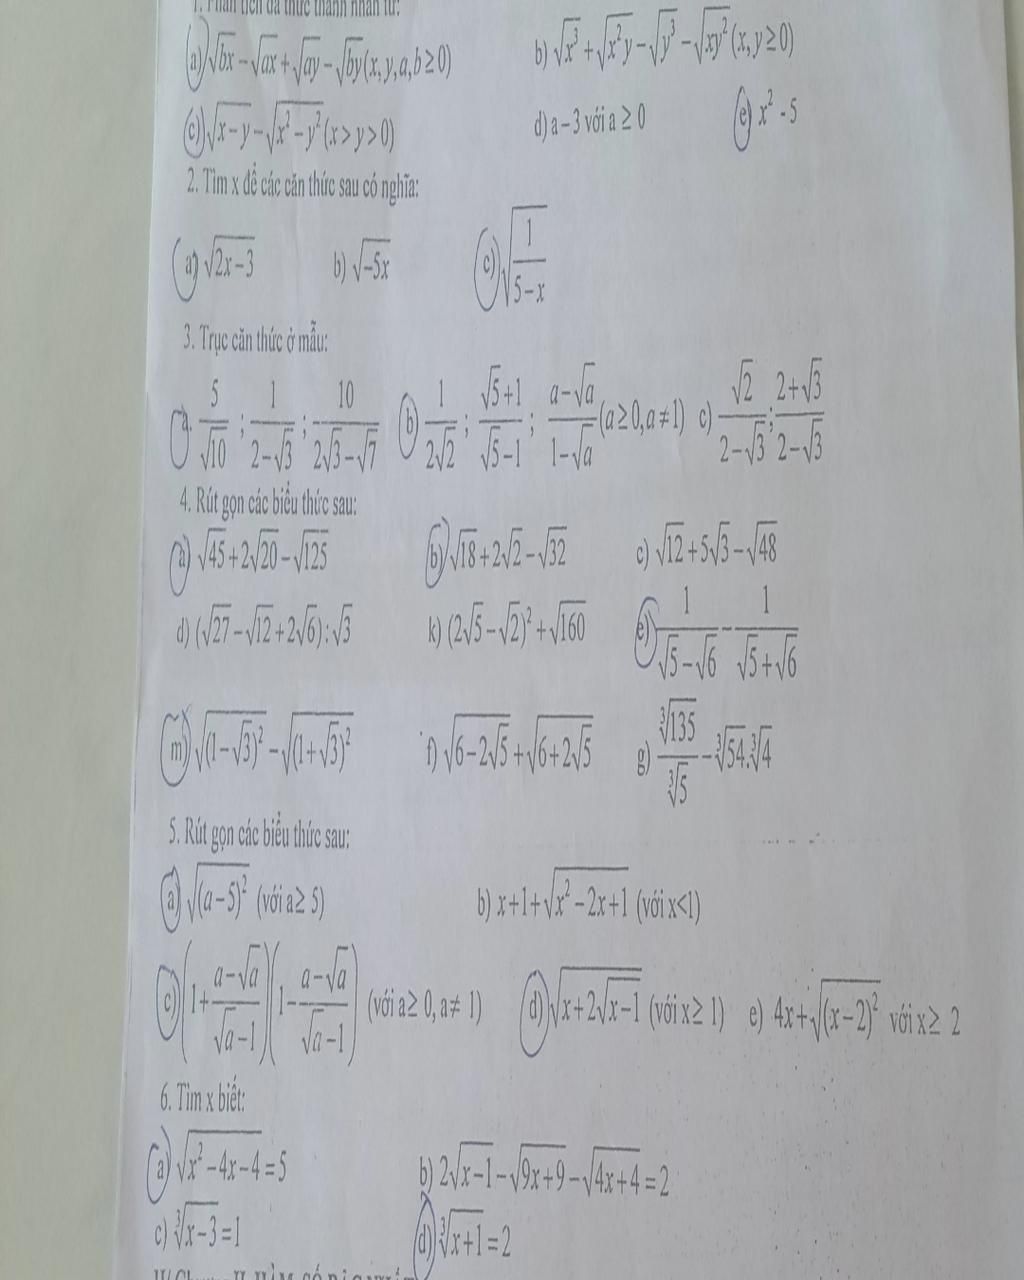 1. Phân tích đa thức thành nhân tử:
a) √bx − √ax + √ay − √by (x, y, a, b ≥ 0) b) √x³ + √x²y − √y³ − √xy² (x, y ≥ 0)
c) √x−y − √x²−y² (x > y > 0) d) a − 3 với a ≥ 0 e) x² - 5
2. Tìm x để các căn thức sau có nghĩa:
a) √2x−3 b) √−5x c) √(1/(5−x))
3. Trục căn thức ở mẫu:
a. 5/√10 ; 1/(2−√3) ; 10/(2√3−√7) b) 1/(2√2) ; (√5+1)/(√5−1) ; (a−√a)/(1−√a) (a ≥ 0, a ≠ 1) c) √2/(2−√3) ; (2+√3)/(2−√3)
4. Rút gọn các biểu thức sau:
a) √45 + 2√20 − √125 b) √18 + 2√2 − √32 c) √12 + 5√3 − √48
d) (√27 − √12 + 2√6) : √3 k) (2√5 − √2)² + √160 e) 1/(√5−√6) − 1/(√5+√6)
m) √(1−√3)² − √(1+√3)² f) √(6−2√5) + √(6+2√5) g) ∛135/∛5 − ∛54.∛4
5. Rút gọn các biểu thức sau:
a) √(a−5)² (với a≥ 5) b) x+1+√(x²−2x+1) (với x<1)
c) (1+(a−√a)/(√a−1))(1−(a−√a)/(√a−1)) (với a≥ 0, a≠ 1) d) √(x+2√(x−1)) (với x≥ 1) e) 4x+√(x−2)² với x≥ 2
6. Tìm x biết:
a) √(x²−4x−4) = 5 b) 2√(x−1) − √(9x+9) − √(4x+4) = 2
c) ∛(x−3) = 1 d) ∛(x+1) = 2